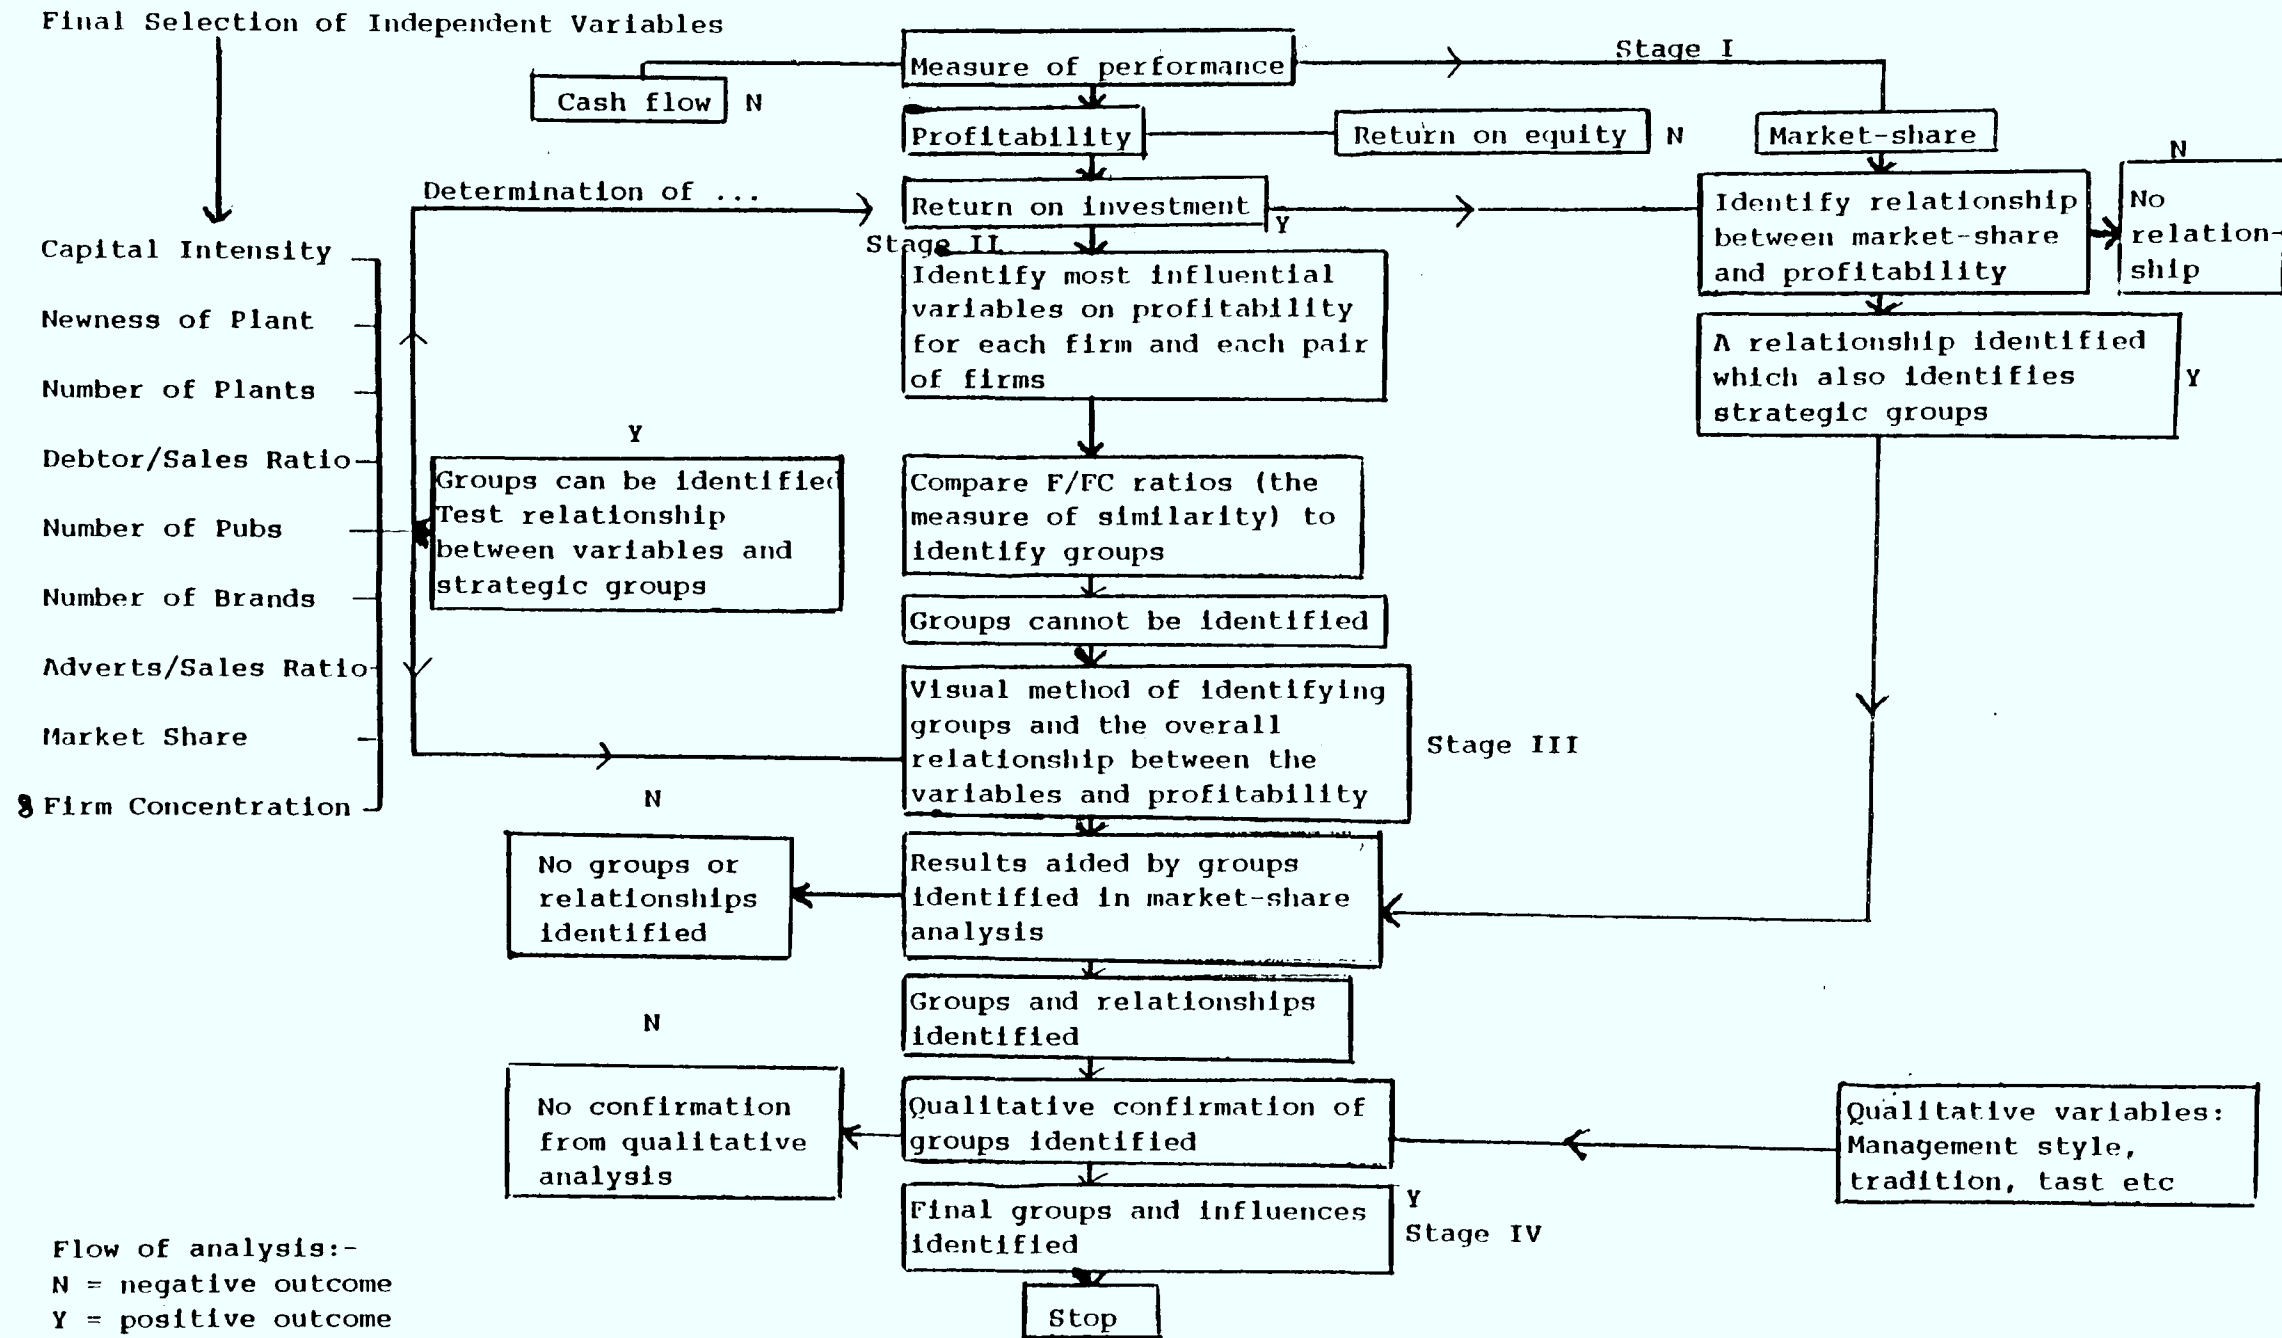 Final Selection of Independent Variables
Measure of performance
Stage I
Cash flow
N
Profitability
Return on equity
N
Market-share
N
Determination of ...
Return on investment
Y
Identify relationship
between market-share
and profitability
No
relation-
ship
Stage II
Identify most influential
variables on profitability
for each firm and each pair
of firms
A relationship identified
which also identifies
strategic groups
Y
Capital Intensity
Newness of Plant
Number of Plants
Debtor/Sales Ratio
Number of Pubs
Number of Brands
Adverts/Sales Ratio
Market Share
Firm Concentration
Y
Groups can be identified
Test relationship
between variables and
strategic groups
Compare F/FC ratios (the
measure of similarity) to
identify groups
Groups cannot be identified
Visual method of identifying
groups and the overall
relationship between the
variables and profitability
Stage III
N
No groups or
relationships
identified
Results aided by groups
identified in market-share
analysis
Groups and relationships
identified
N
No confirmation
from qualitative
analysis
Qualitative confirmation of
groups identified
Qualitative variables:
Management style,
tradition, tast etc
Final groups and influences
identified
Y
Stage IV
Stop
Flow of analysis:-
N = negative outcome
Y = positive outcome